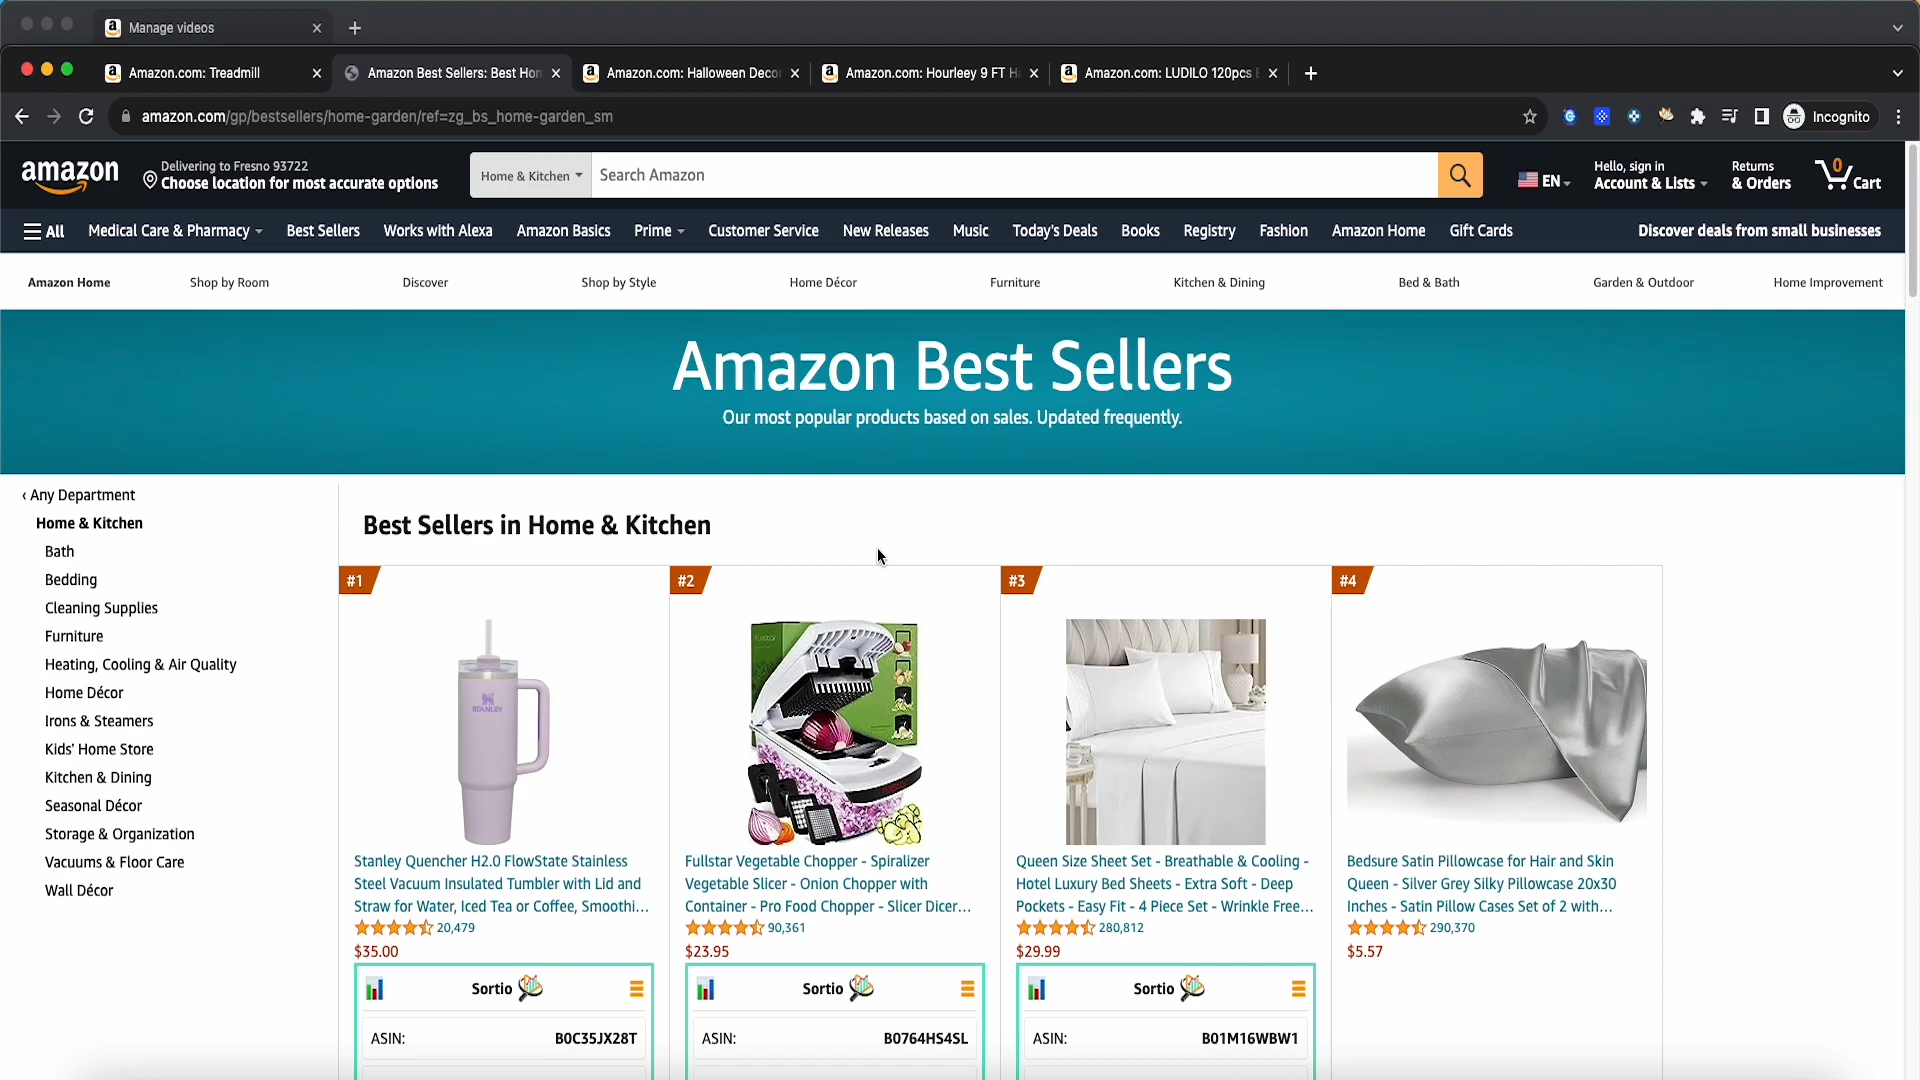 Manage videos
Amazon.com: Treadmill
Amazon Best Sellers: Best Hom
Amazon.com: Halloween Decor
Amazon.com: Hourleey 9 FT Ha
Amazon.com: LUDILO 120pcs
amazon.com/gp/bestsellers/home-garden/ref=zg_bs_home-garden_sm
Incognito
amazon
Delivering to Fresno 93722
Choose location for most accurate options
Home & Kitchen
Search Amazon
EN
Hello, sign in
Account & Lists
Returns
& Orders
0
Cart
All
Medical Care & Pharmacy
Best Sellers
Works with Alexa
Amazon Basics
Prime
Customer Service
New Releases
Music
Today's Deals
Books
Registry
Fashion
Amazon Home
Gift Cards
Discover deals from small businesses
Amazon Home
Shop by Room
Discover
Shop by Style
Home Décor
Furniture
Kitchen & Dining
Bed & Bath
Garden & Outdoor
Home Improvement
Amazon Best Sellers
Our most popular products based on sales. Updated frequently.
‹ Any Department
Home & Kitchen
Bath
Bedding
Cleaning Supplies
Furniture
Heating, Cooling & Air Quality
Home Décor
Irons & Steamers
Kids' Home Store
Kitchen & Dining
Seasonal Décor
Storage & Organization
Vacuums & Floor Care
Wall Décor
Best Sellers in Home & Kitchen
#1
STANLEY
Stanley Quencher H2.0 FlowState Stainless
Steel Vacuum Insulated Tumbler with Lid and
Straw for Water, Iced Tea or Coffee, Smoothi...
20,479
$35.00
Sortio
ASIN:
B0C35JX28T
#2
Fullstar Vegetable Chopper - Spiralizer
Vegetable Slicer - Onion Chopper with
Container - Pro Food Chopper - Slicer Dicer...
90,361
$23.95
Sortio
ASIN:
B0764HS4SL
#3
Queen Size Sheet Set - Breathable & Cooling -
Hotel Luxury Bed Sheets - Extra Soft - Deep
Pockets - Easy Fit - 4 Piece Set - Wrinkle Free...
280,812
$29.99
Sortio
ASIN:
B01M16WBW1
#4
Bedsure Satin Pillowcase for Hair and Skin
Queen - Silver Grey Silky Pillowcase 20x30
Inches - Satin Pillow Cases Set of 2 with...
290,370
$5.57